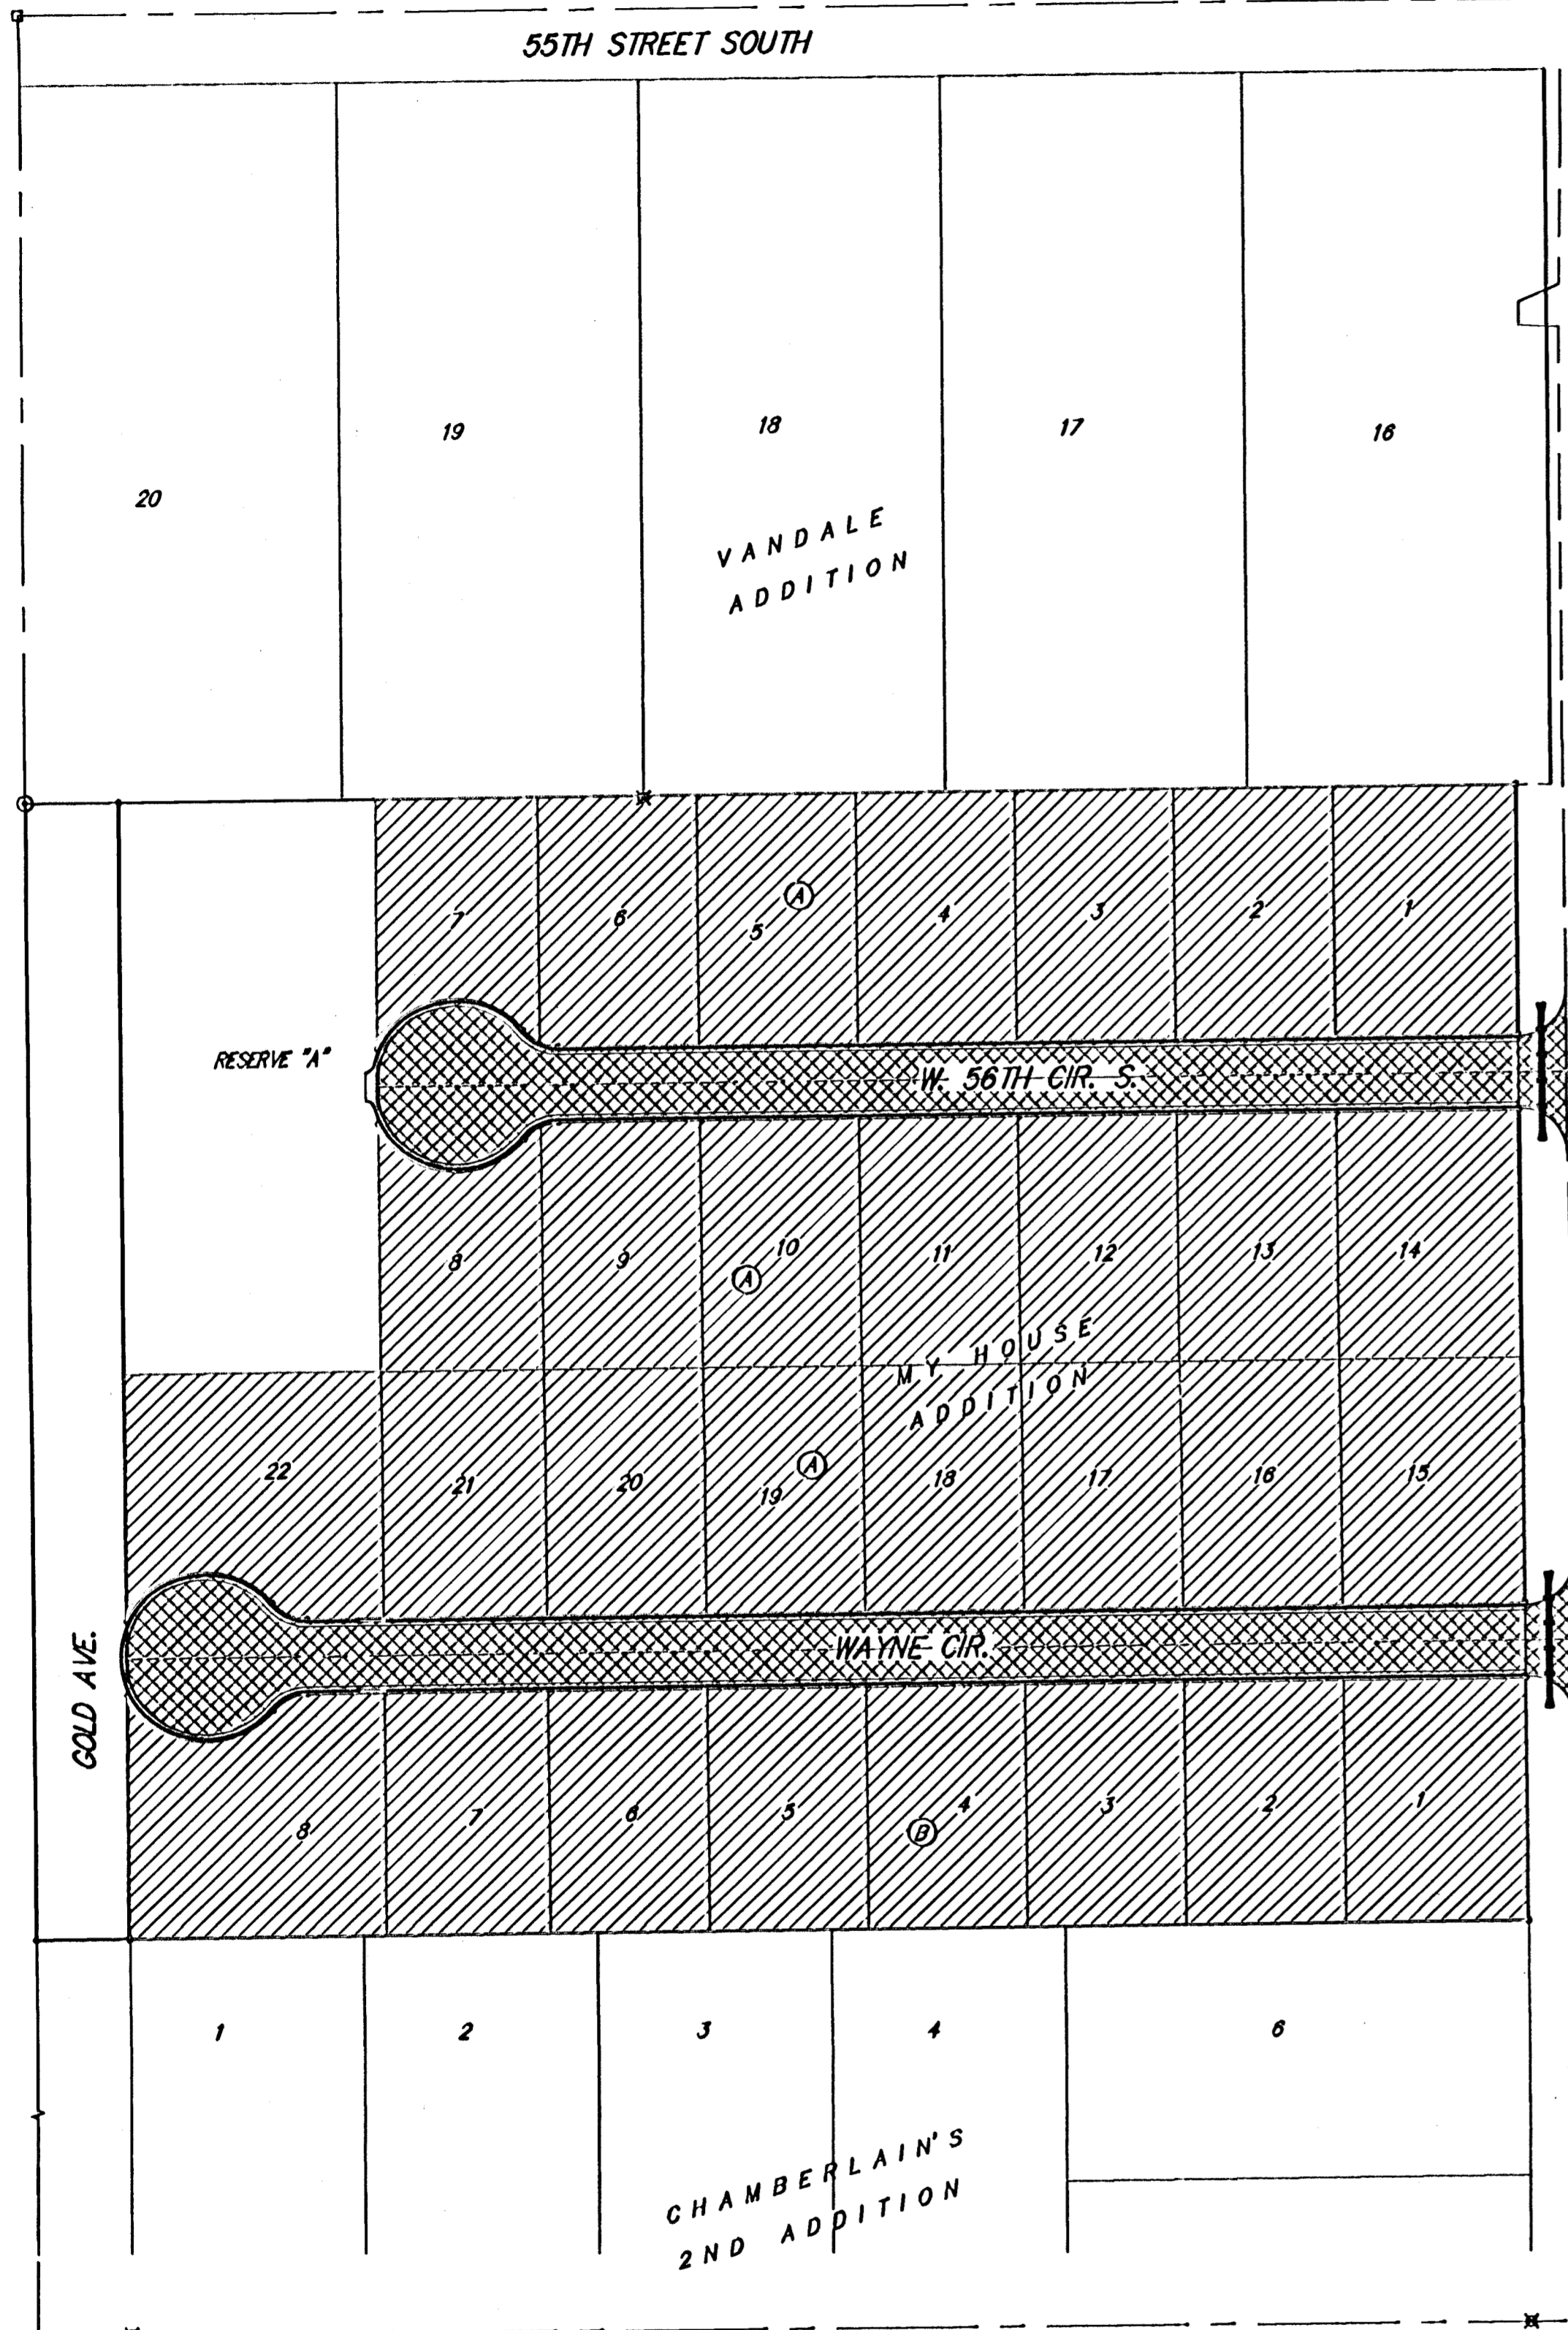 55TH STREET SOUTH
20
19
18
17
16
VANDALE
ADDITION
7
6
5
A
4
3
2
1
RESERVE "A"
W. 56TH CIR. S.
8
9
10
A
11
12
13
14
MY HOUSE
ADDITION
22
21
20
19
A
18
17
16
15
GOLD AVE.
WAYNE CIR.
8
7
6
5
B
4
3
2
1
1
2
3
4
6
CHAMBERLAIN'S
2ND ADDITION